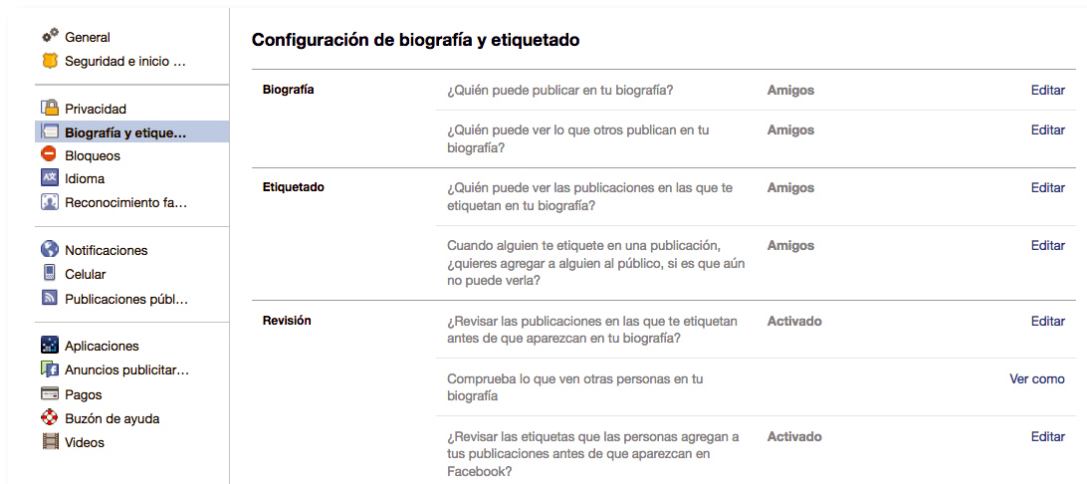 General
Seguridad e inicio ...
Privacidad
Biografía y etique...
Bloqueos
Idioma
Reconocimiento fa...
Notificaciones
Celular
Publicaciones públ...
Aplicaciones
Anuncios publicitar...
Pagos
Buzón de ayuda
Videos
Configuración de biografía y etiquetado
Biografía
¿Quién puede publicar en tu biografía?
Amigos
Editar
¿Quién puede ver lo que otros publican en tu
biografía?
Amigos
Editar
Etiquetado
¿Quién puede ver las publicaciones en las que te
etiquetan en tu biografía?
Amigos
Editar
Cuando alguien te etiquete en una publicación,
¿quieres agregar a alguien al público, si es que aún
no puede verla?
Amigos
Editar
Revisión
¿Revisar las publicaciones en las que te etiquetan
antes de que aparezcan en tu biografía?
Activado
Editar
Comprueba lo que ven otras personas en tu
biografía
Ver como
¿Revisar las etiquetas que las personas agregan a
tus publicaciones antes de que aparezcan en
Facebook?
Activado
Editar